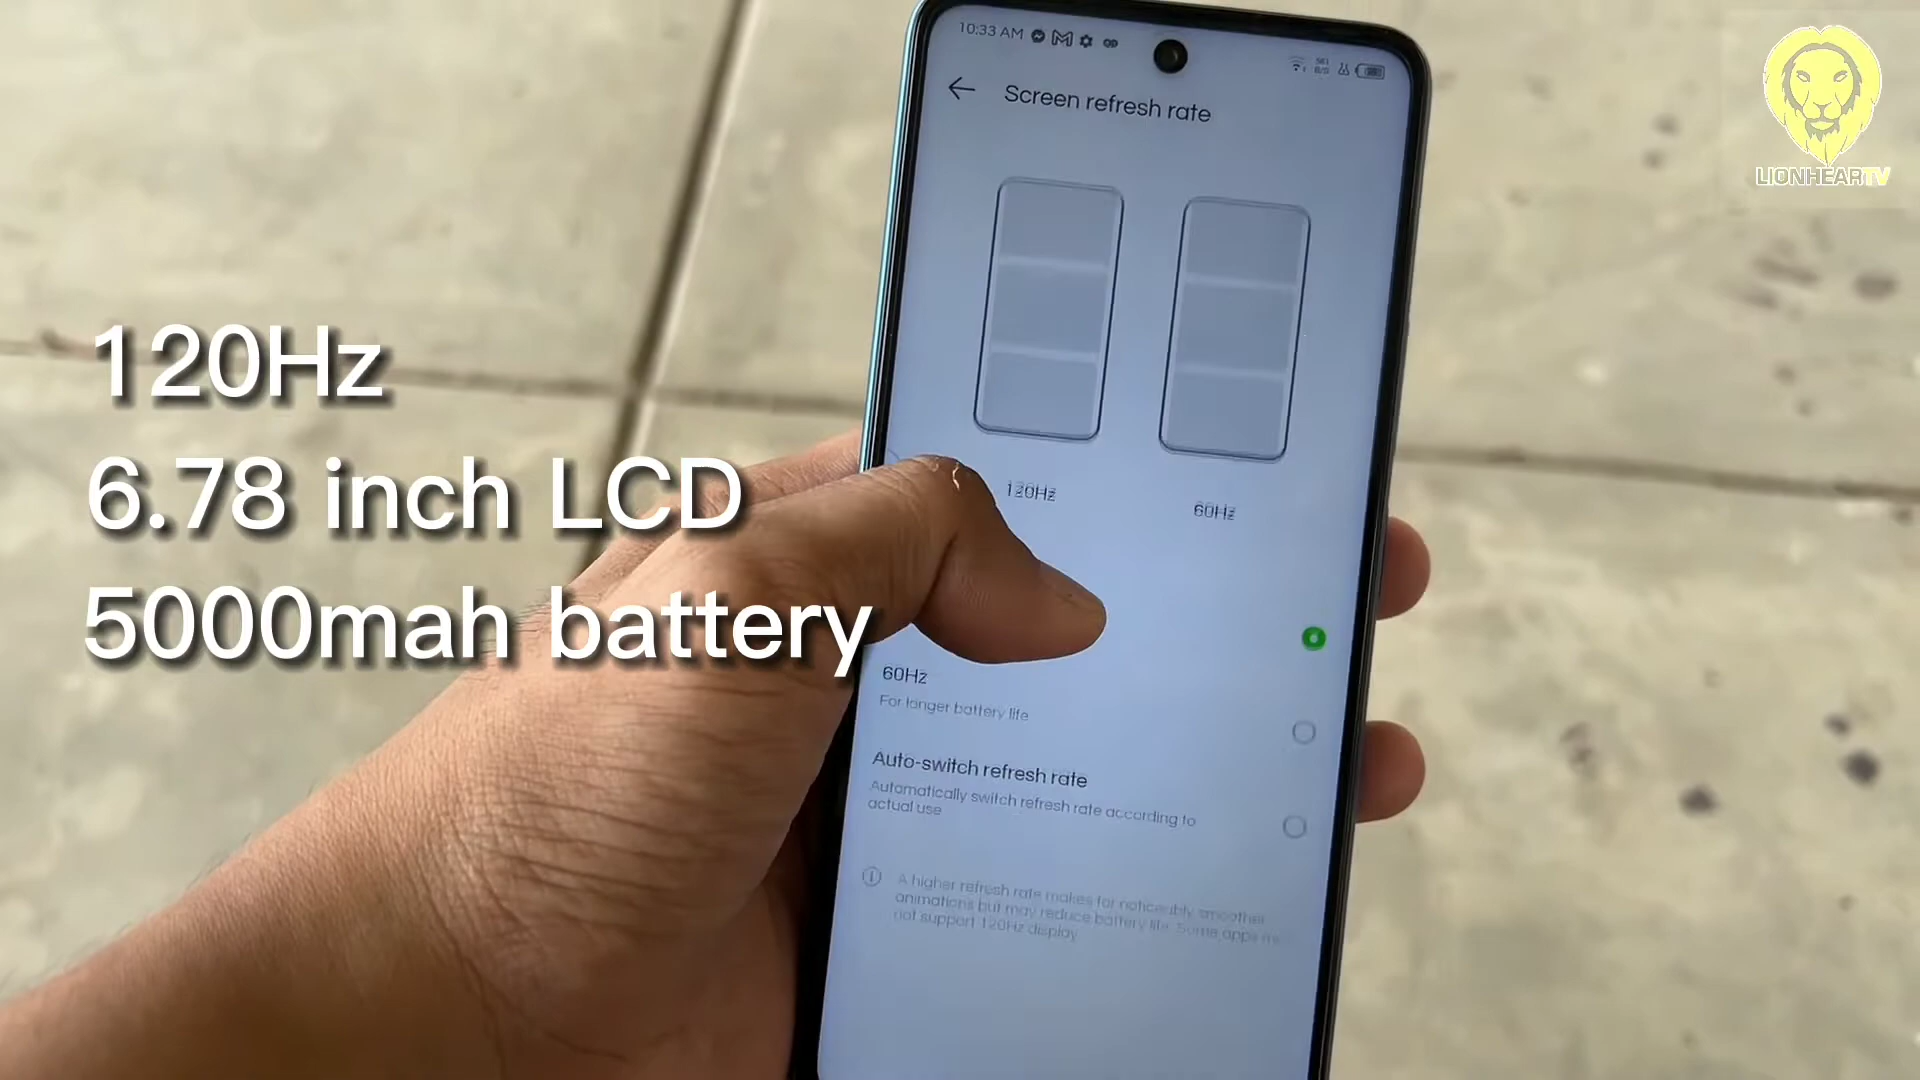 10:33 AM
Screen refresh rate
LIONHEARTV
120Hz
60Hz
120Hz
6.78 inch LCD
5000mah battery
60Hz
For longer battery life
Auto-switch refresh rate
Automatically switch refresh rate according to
actual use
A higher refresh rate makes for noticeably smoother
animations but may reduce battery life. Some apps
not support 120Hz display